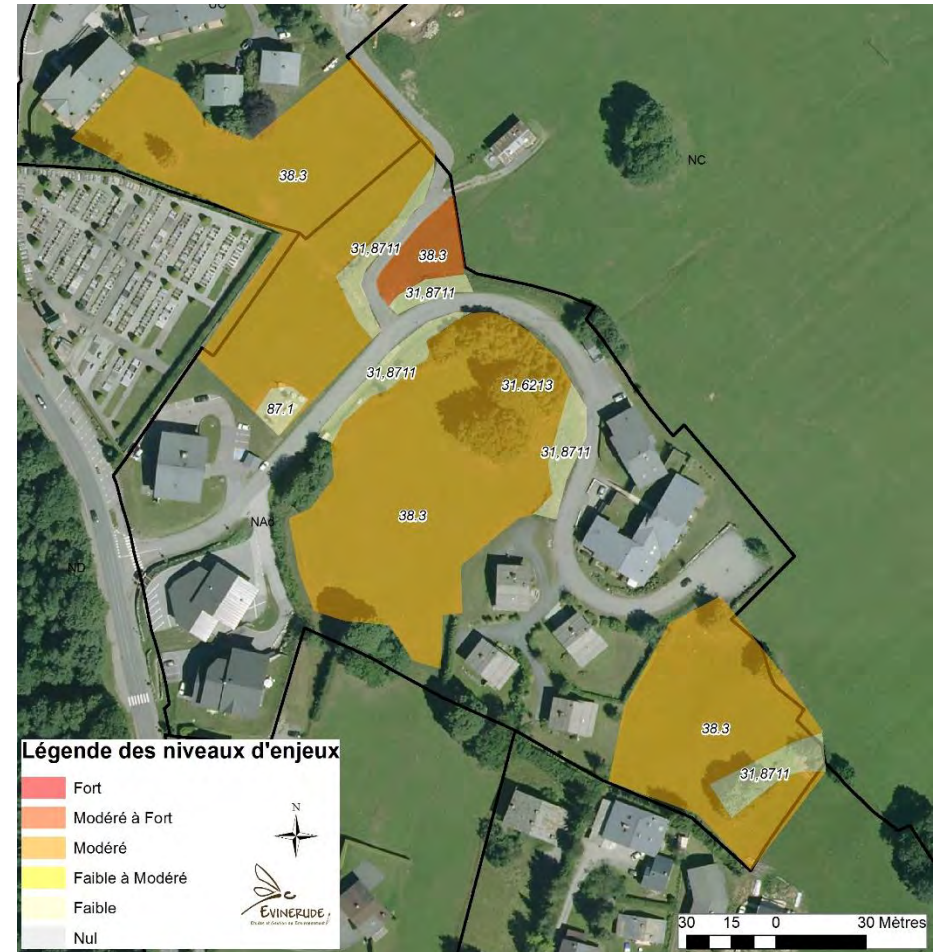 NC
38.3
31,8711
38.3
31,8711
31,8711
31.6213
87.1
31,8711
38.3
ND
38.3
31,8711
Légende des niveaux d'enjeux
Fort
Modéré à Fort
Modéré
Faible à Modéré
Faible
Nul
N
EVINERUDE
30 15 0 30 Mètres